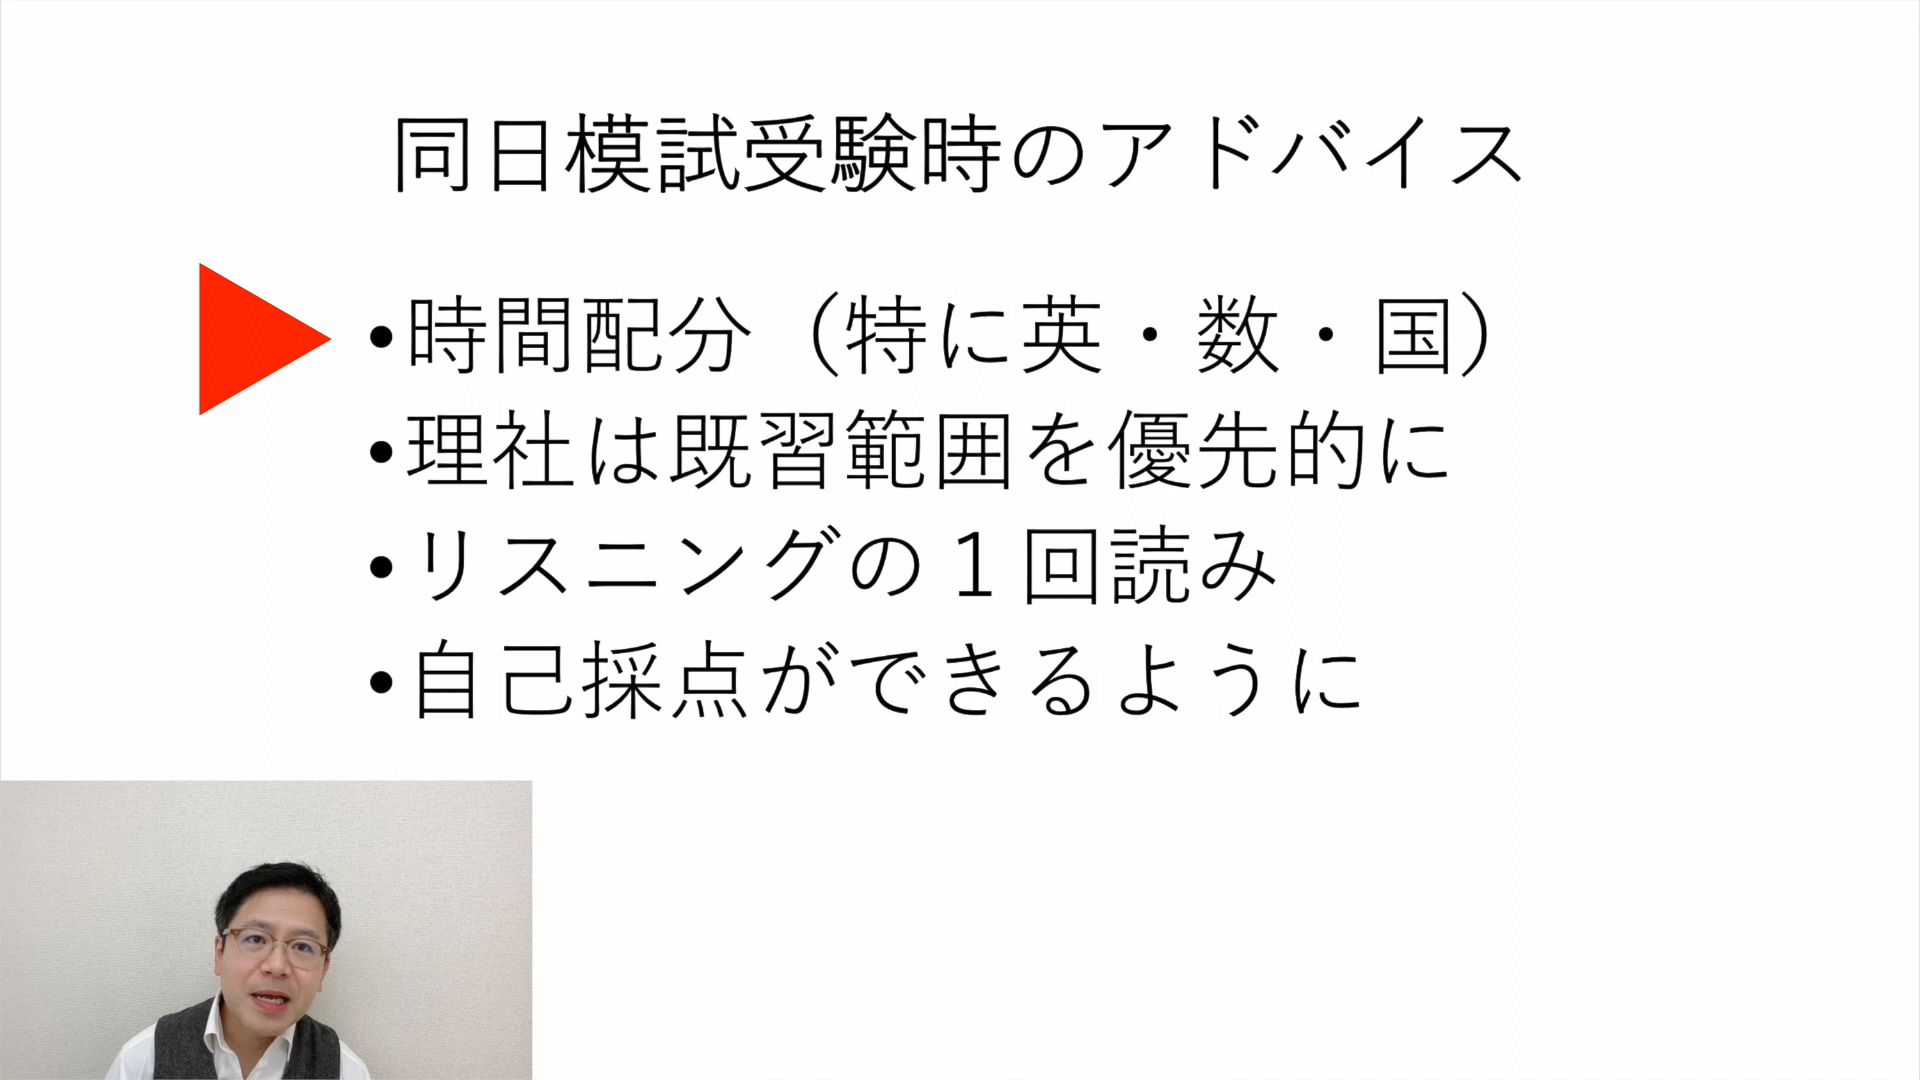 同日模試受験時のアドバイス
•時間配分（特に英・数・国）
•理社は既習範囲を優先的に
•リスニングの１回読み
•自己採点ができるように